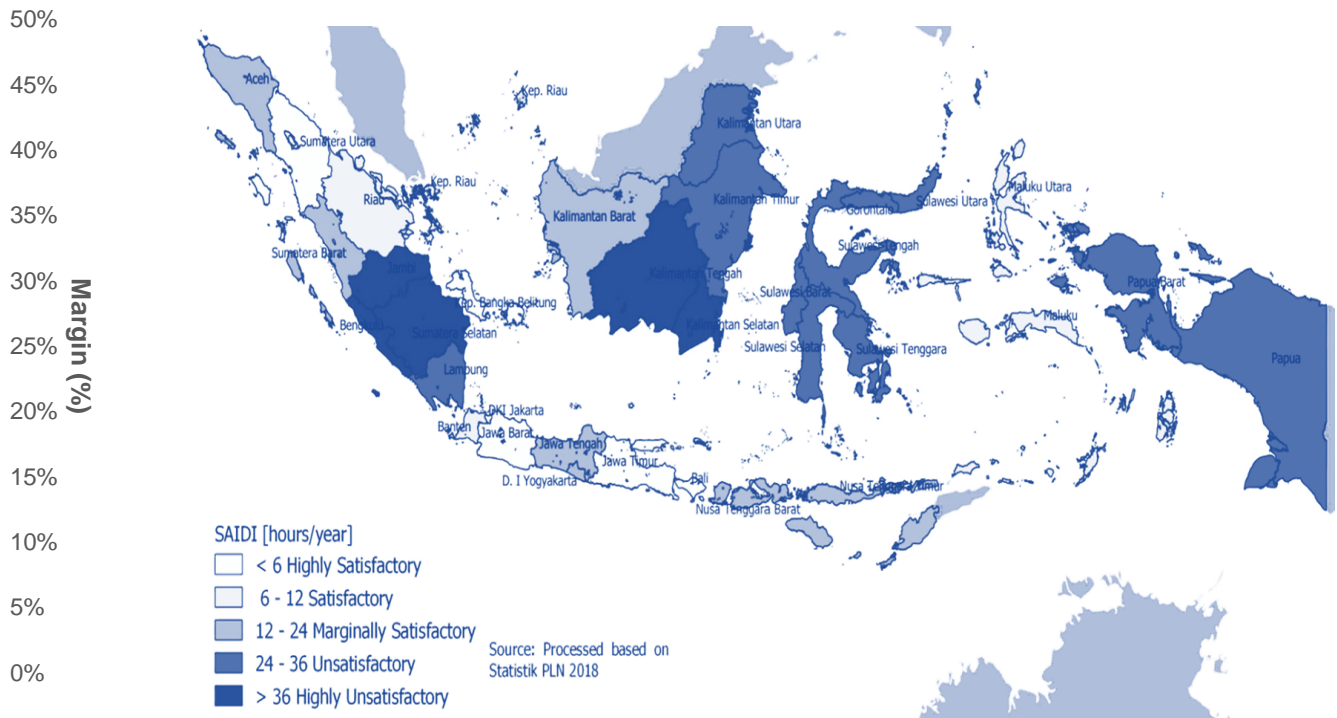 50%
45%
40%
35%
30%
25%
20%
15%
10%
5%
0%
Margin (%)
Aceh
Sumatera Utara
Kep. Riau
Riau
Kep. Riau
Sumatera Barat
Jambi
Kep. Bangka Belitung
Bengkulu
Sumatera Selatan
Lampung
DKI Jakarta
Banten
Jawa Barat
Jawa Tengah
Jawa Timur
D. I Yogyakarta
Bali
Nusa Tenggara Barat
Nusa Tenggara Timur
Kalimantan Utara
Kalimantan Timur
Kalimantan Barat
Kalimantan Tengah
Kalimantan Selatan
Gorontalo
Sulawesi Utara
Sulawesi Tengah
Sulawesi Barat
Sulawesi Selatan
Sulawesi Tenggara
Maluku Utara
Maluku
Papua Barat
Papua
SAIDI [hours/year]
< 6 Highly Satisfactory
6 - 12 Satisfactory
12 - 24 Marginally Satisfactory
24 - 36 Unsatisfactory
> 36 Highly Unsatisfactory
Source: Processed based on
Statistik PLN 2018